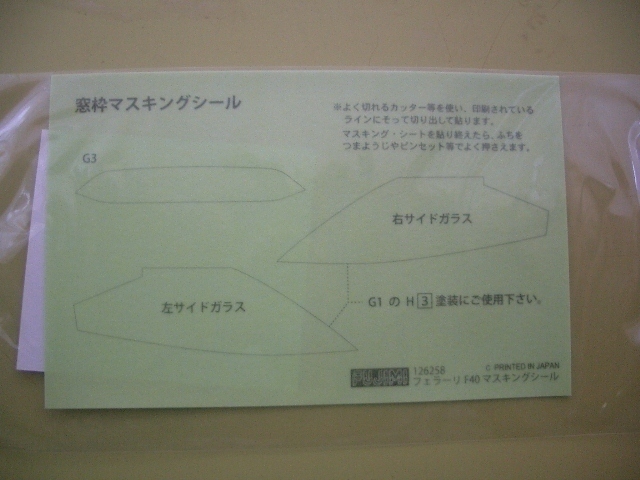 窓枠マスキングシール
※よく切れるカッター等を使い、印刷されている
ラインにそって切り出して貼ります。
マスキング・シートを貼り終えたら、ふちを
つまようじやピンセット等でよく押さえます。
G3
右サイドガラス
左サイドガラス
G1 の H 3 塗装にご使用下さい。
126258
© PRINTED IN JAPAN
フェラーリ F40 マスキングシール